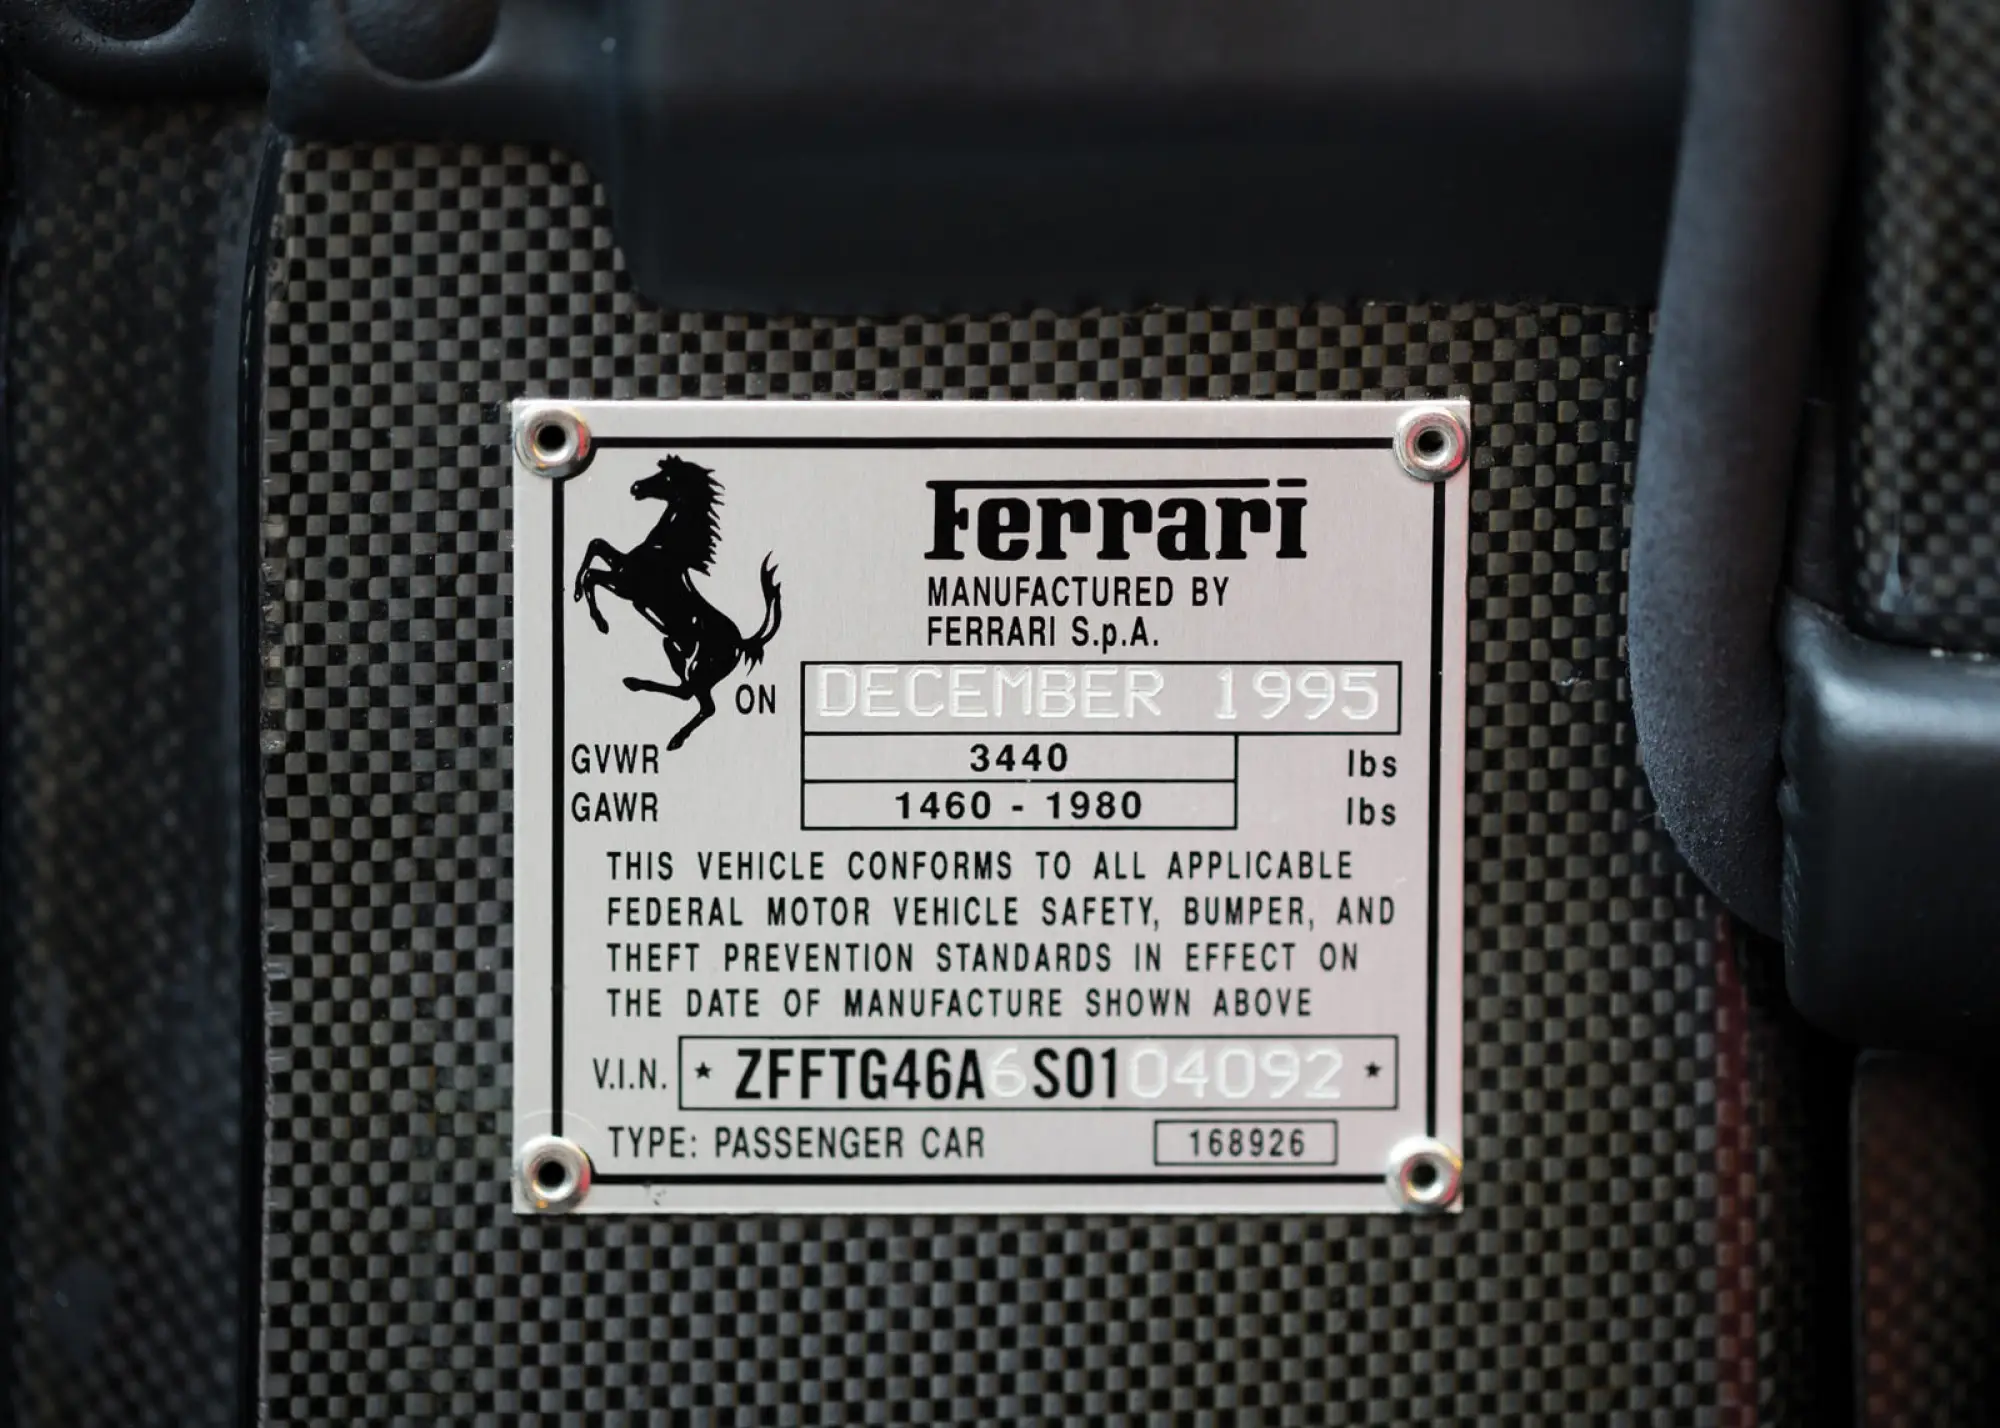 Ferrari
MANUFACTURED BY
FERRARI S.p.A.
ON DECEMBER 1995
GVWR 3440 lbs
GAWR 1460 - 1980 lbs
THIS VEHICLE CONFORMS TO ALL APPLICABLE
FEDERAL MOTOR VEHICLE SAFETY, BUMPER, AND
THEFT PREVENTION STANDARDS IN EFFECT ON
THE DATE OF MANUFACTURE SHOWN ABOVE
V.I.N. ★ ZFFTG46A6S0104092 ★
TYPE: PASSENGER CAR 168926